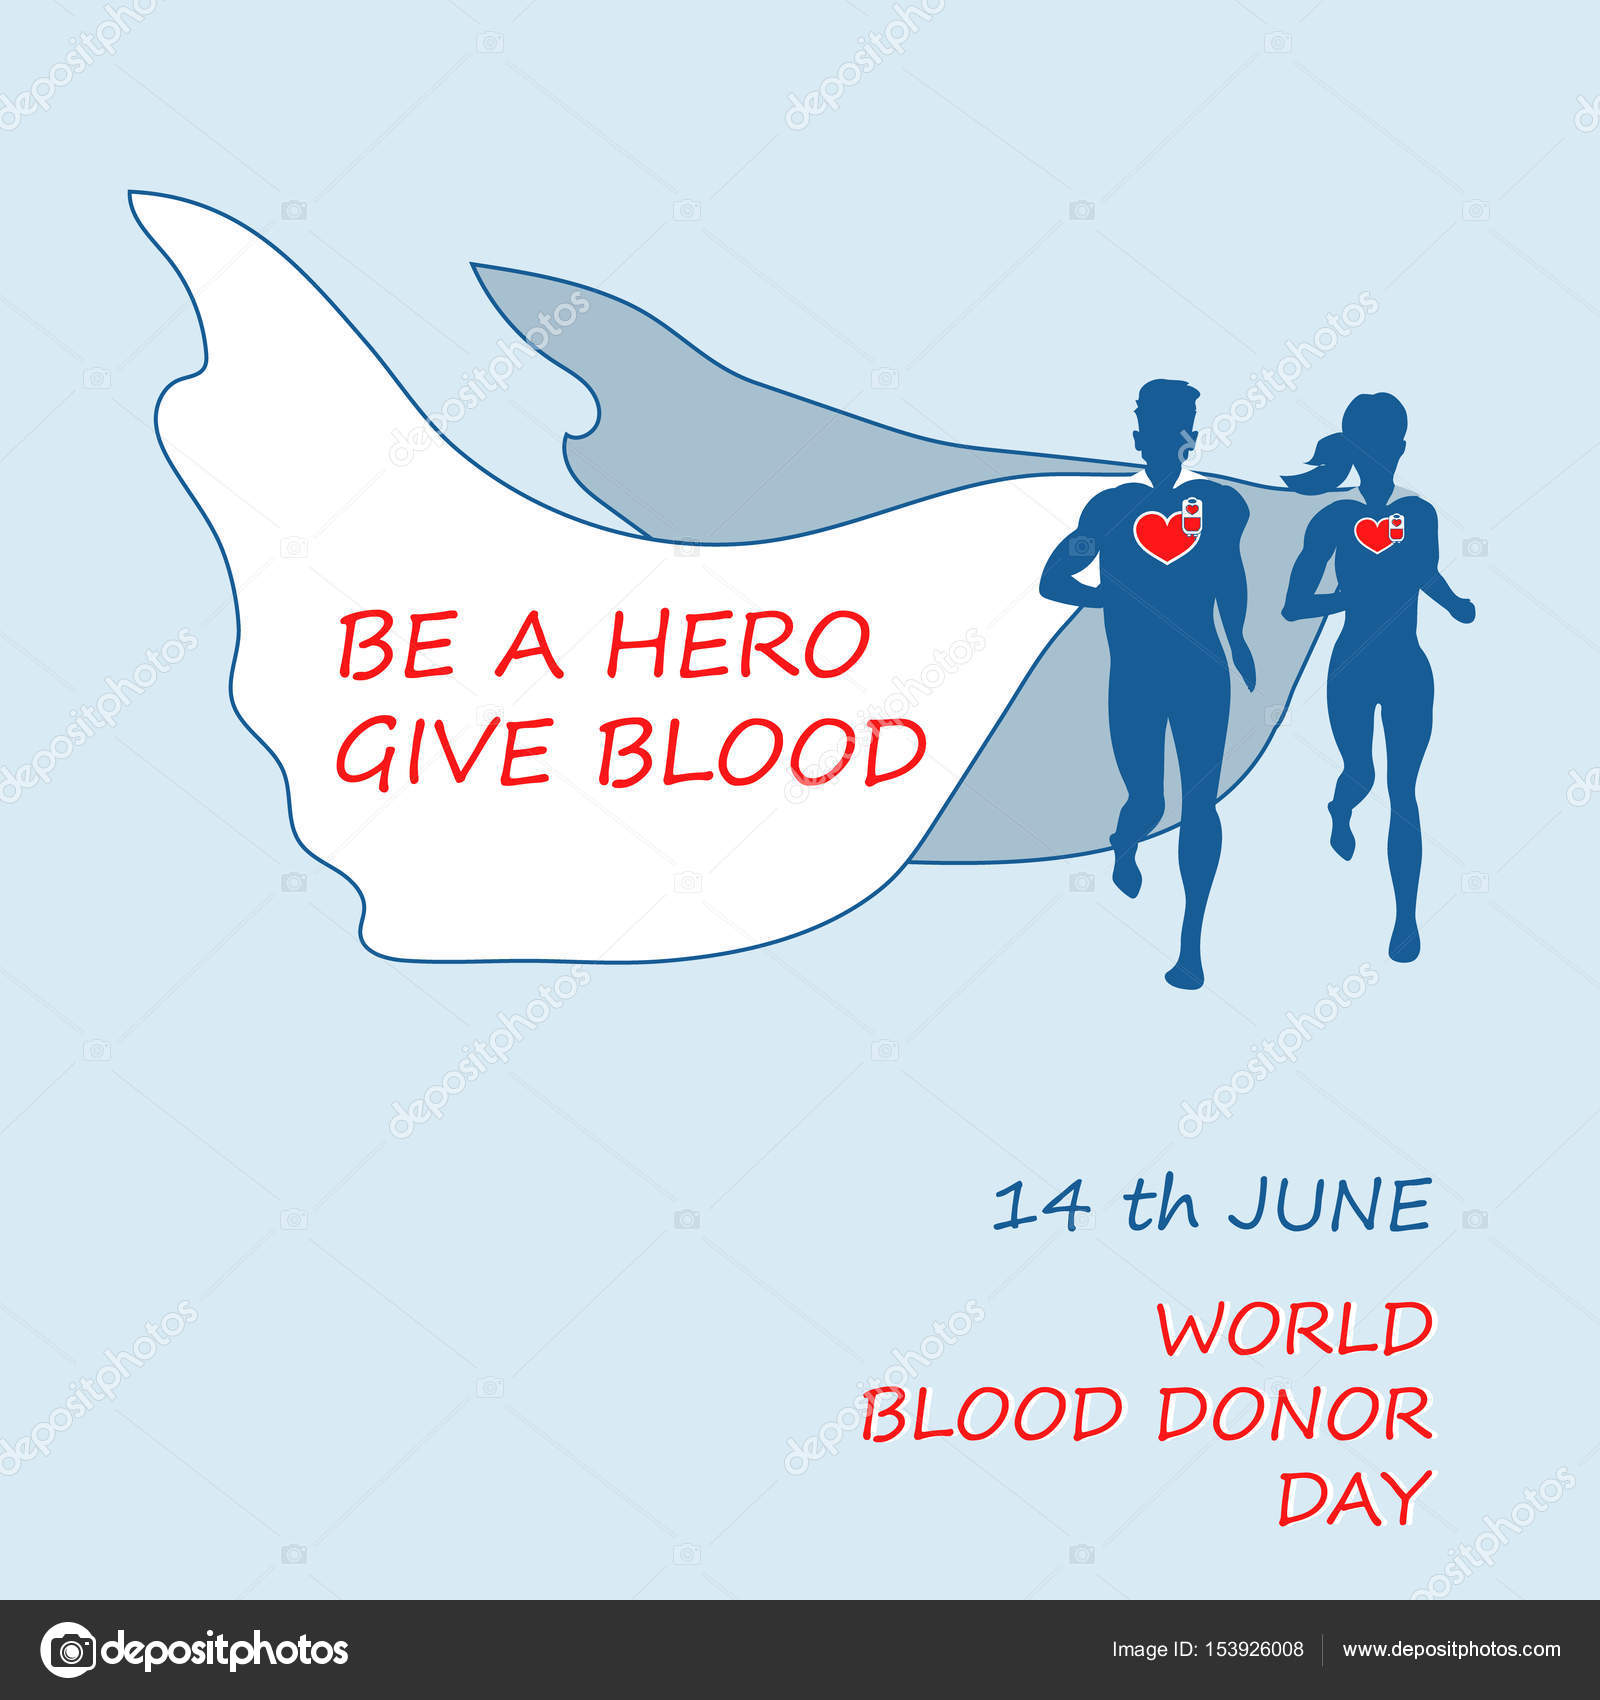 BE A HERO
GIVE BLOOD
14 th JUNE
WORLD
BLOOD DONOR
DAY
depositphotos
Image ID: 153926008 www.depositphotos.com